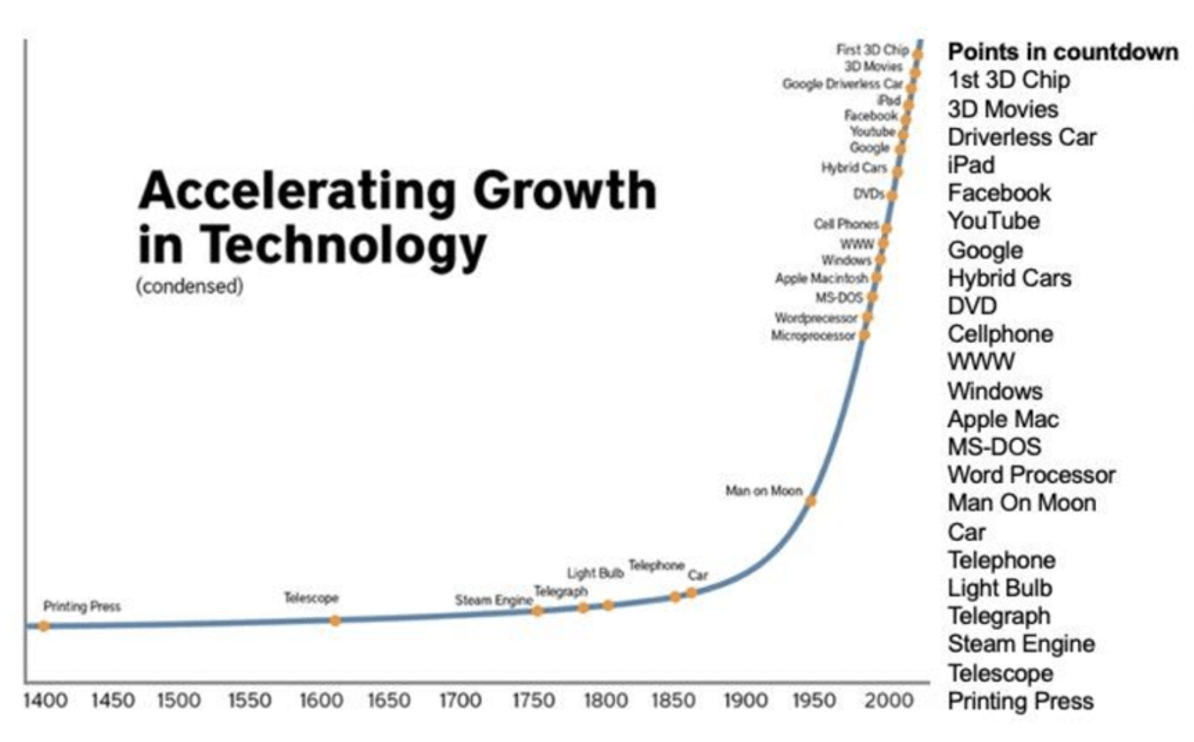 First 3D Chip
3D Movies
Google Driverless Car
iPad
Facebook
Youtube
Google
Hybrid Cars
DVDs
Cell Phones
WWW
Windows
Apple Macintosh
MS-DOS
Wordprecessor
Microprocessor
Accelerating Growth
in Technology
(condensed)
Man on Moon
Light Bulb
Telephone
Car
Printing Press
Telescope
Steam Engine
Telegraph
1400 1450 1500 1550 1600 1650 1700 1750 1800 1850 1900 1950 2000
Points in countdown
1st 3D Chip
3D Movies
Driverless Car
iPad
Facebook
YouTube
Google
Hybrid Cars
DVD
Cellphone
WWW
Windows
Apple Mac
MS-DOS
Word Processor
Man On Moon
Car
Telephone
Light Bulb
Telegraph
Steam Engine
Telescope
Printing Press